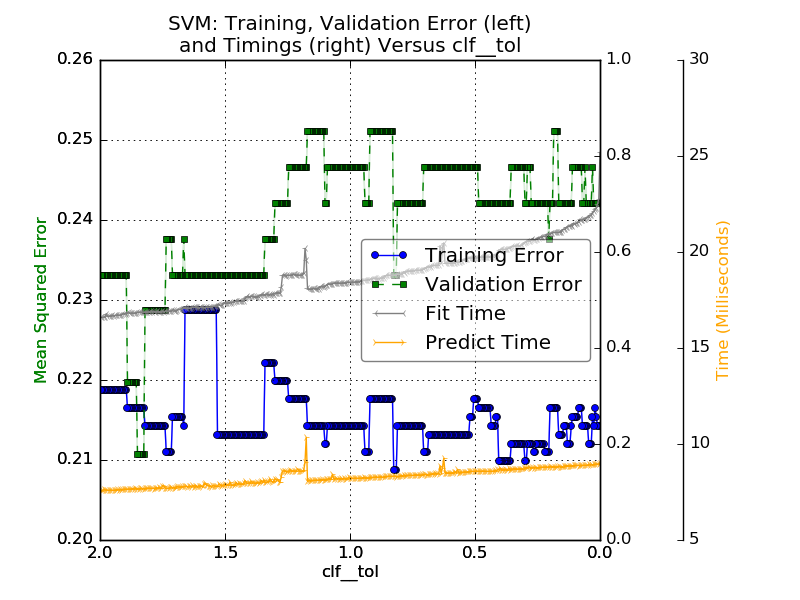 SVM: Training, Validation Error (left)
and Timings (right) Versus clf__tol
0.26
0.25
0.24
0.23
0.22
0.21
0.20
Mean Squared Error
2.0
1.5
1.0
0.5
0.0
clf__tol
Training Error
Validation Error
Fit Time
Predict Time
1.0
0.8
0.6
0.4
0.2
0.0
30
25
20
15
10
5
Time (Milliseconds)